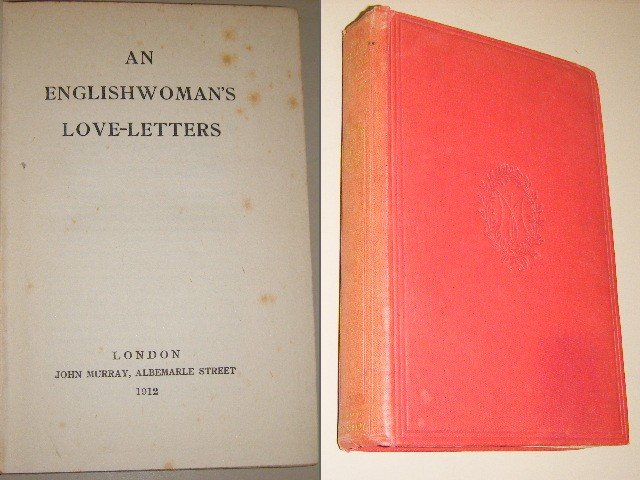 AN
ENGLISHWOMAN'S
LOVE-LETTERS
LONDON
JOHN MURRAY, ALBEMARLE STREET
1912